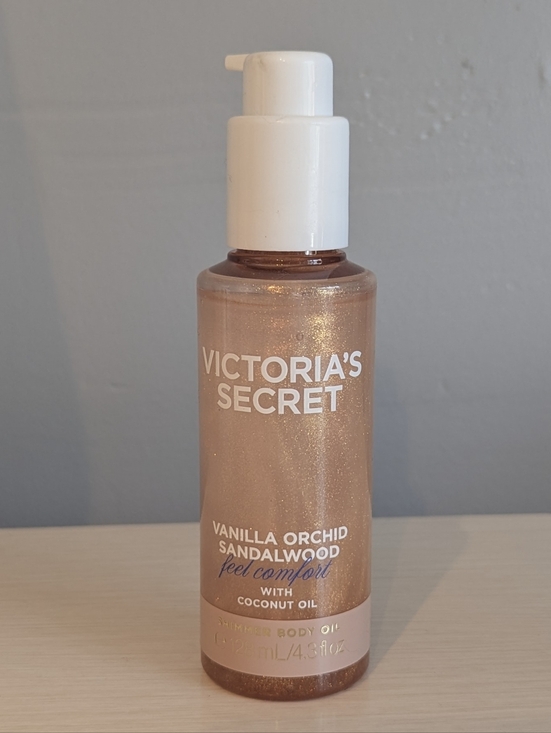 VICTORIA'S
SECRET
VANILLA ORCHID
SANDALWOOD
feel comfort
WITH
COCONUT OIL
BODY OIL
mL/4.3 fl oz